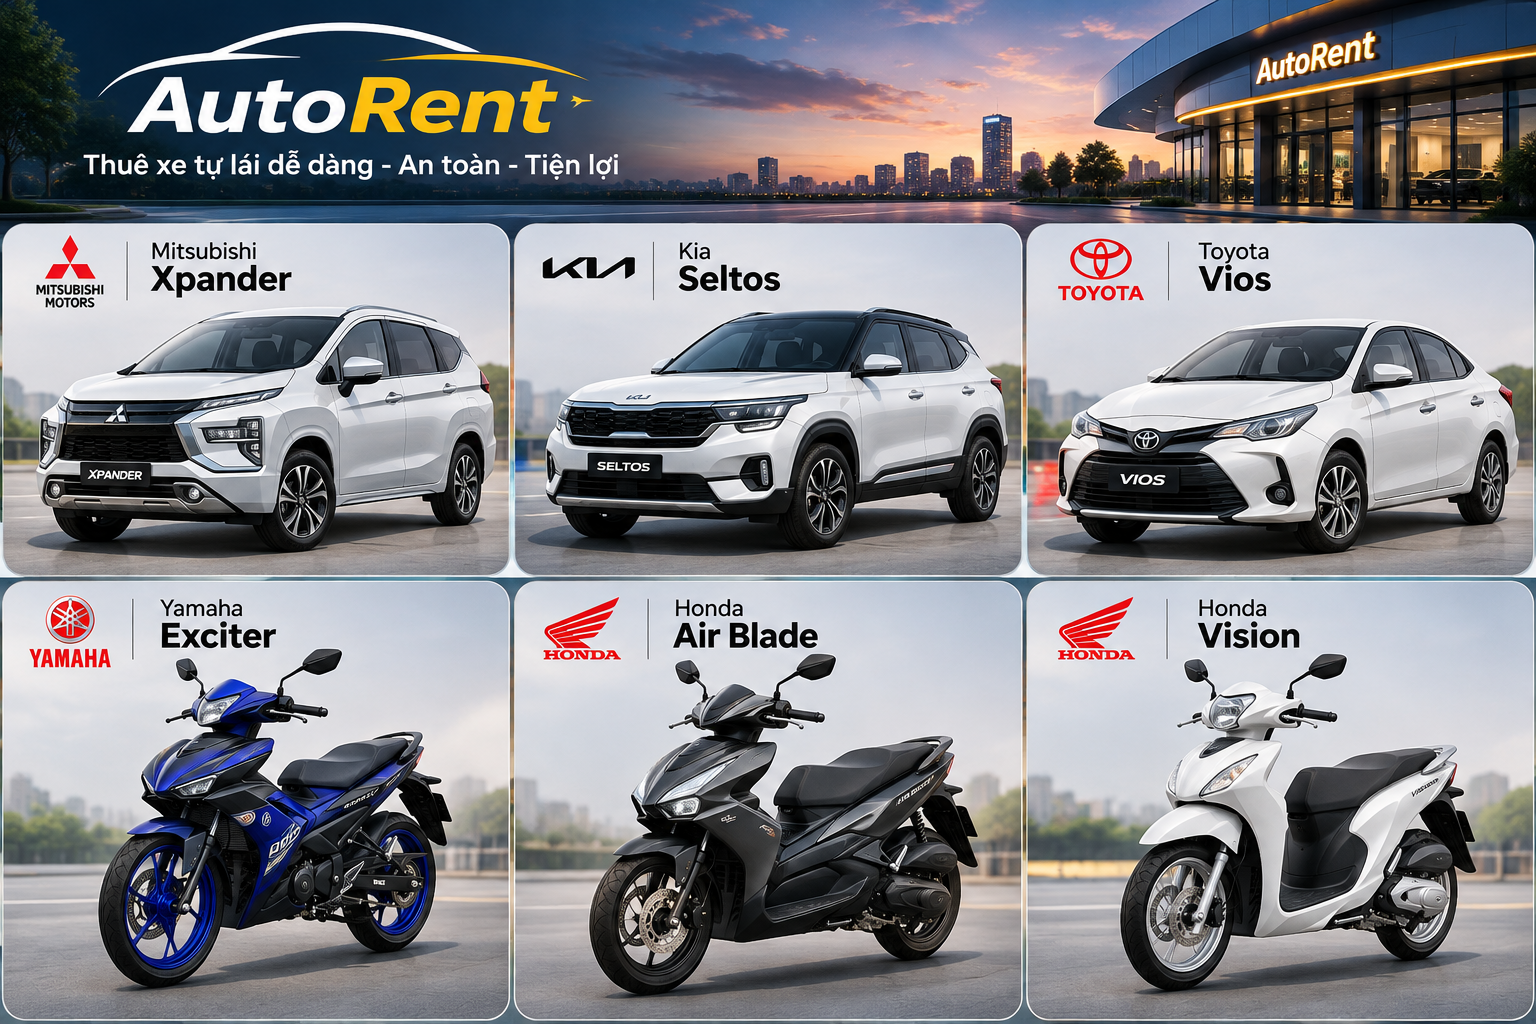 AutoRent
Thuê xe tự lái dễ dàng - An toàn - Tiện lợi
AutoRent
MITSUBISHI
MOTORS
Mitsubishi
Xpander
XPANDER
KIA
Kia
Seltos
KIA
SELTOS
TOYOTA
Toyota
Vios
VIOS
YAMAHA
Yamaha
Exciter
HONDA
Honda
Air Blade
HONDA
Honda
Vision